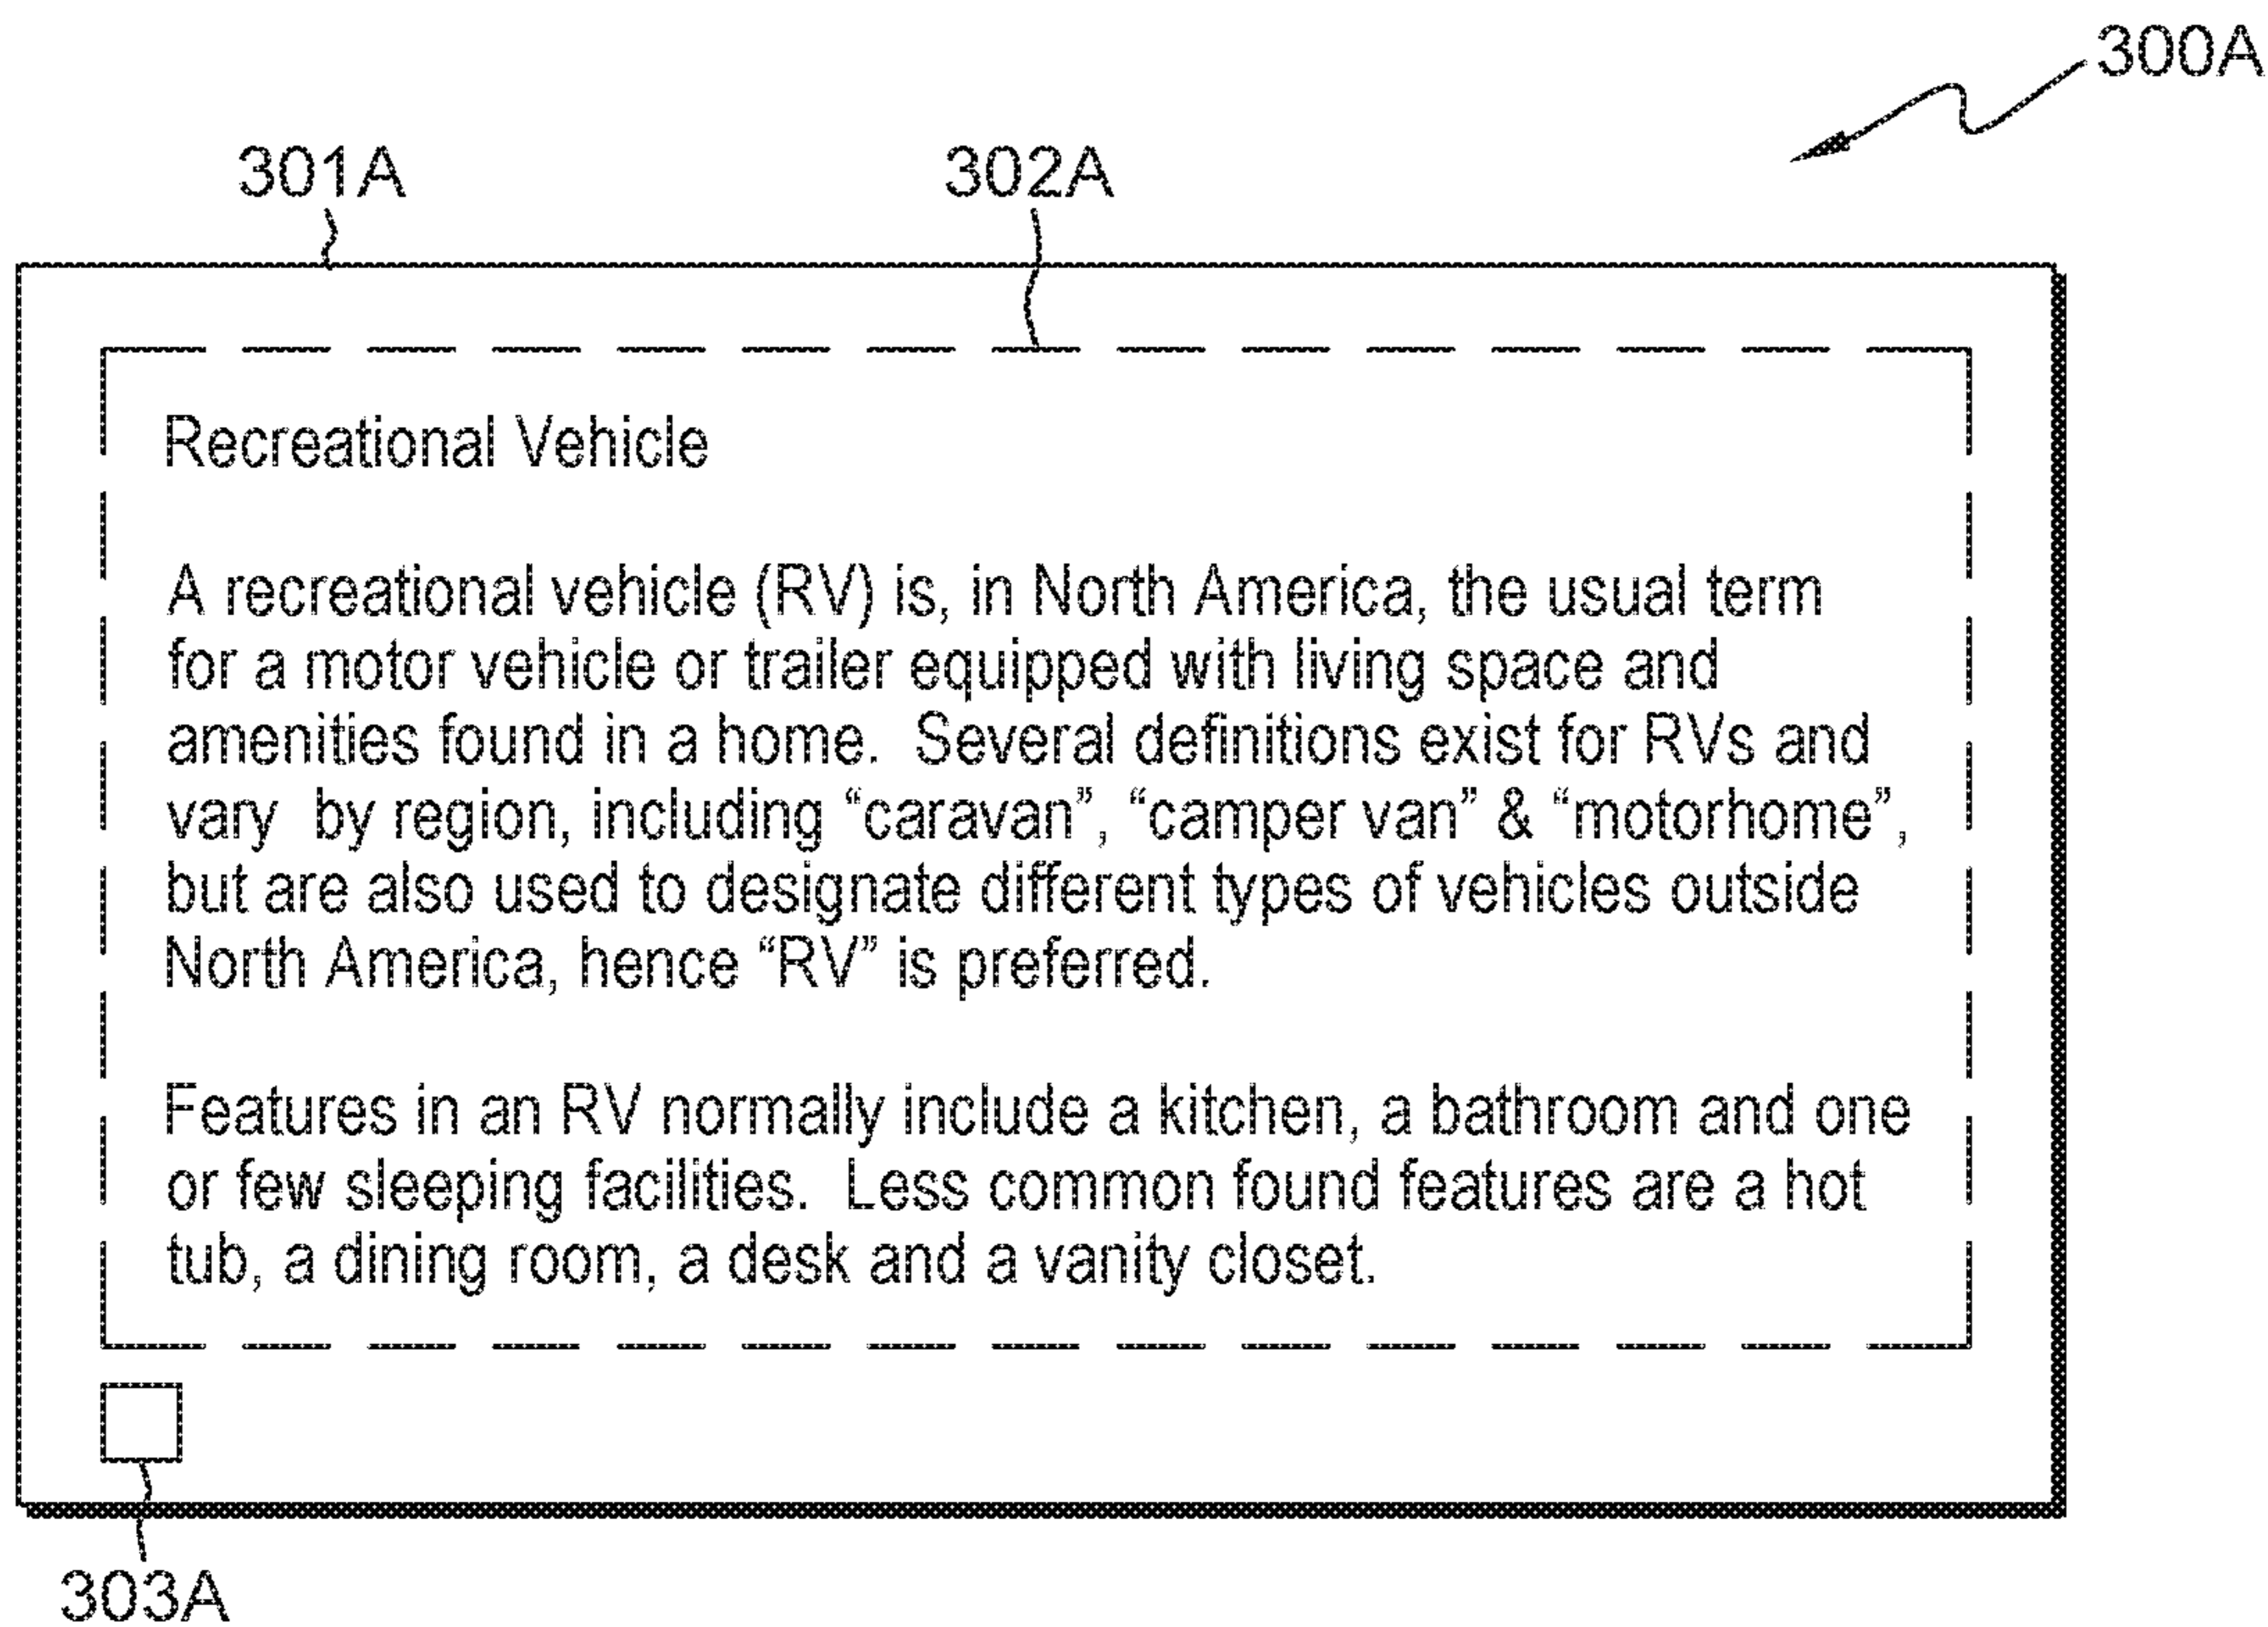 300A
301A
302A
Recreational Vehicle
A recreational vehicle (RV) is, in North America, the usual term
for a motor vehicle or trailer equipped with living space and
amenities found in a home.  Several definitions exist for RVs and
vary  by region, including “caravan”, “camper van” & “motorhome”,
but are also used to designate different types of vehicles outside
North America, hence “RV” is preferred.
Features in an RV normally include a kitchen, a bathroom and one
or few sleeping facilities.  Less common found features are a hot
tub, a dining room, a desk and a vanity closet.
303A